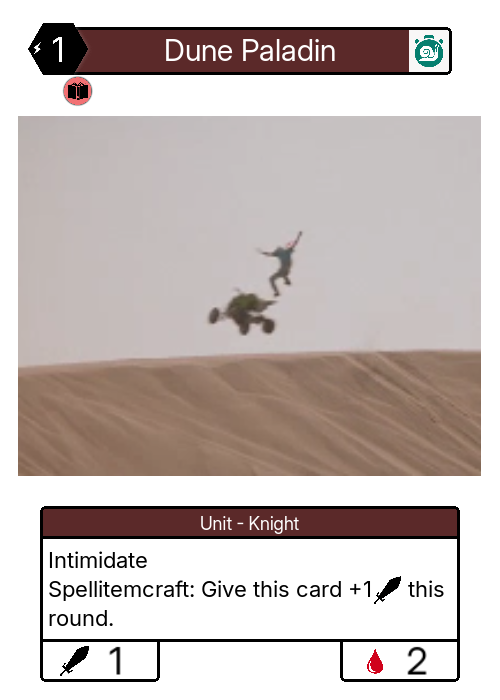 1 Dune Paladin
Unit - Knight
Intimidate
Spellitemcraft: Give this card +1 this
round.
1 2